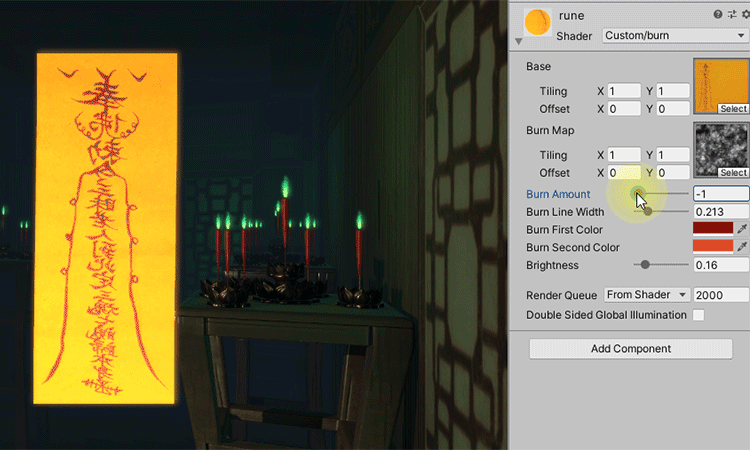 rune
Shader Custom/burn
Base
Tiling X 1 Y 1
Offset X 0 Y 0
Select
Burn Map
Tiling X 1 Y 1
Offset X 0 Y 0
Select
Burn Amount -1
Burn Line Width 0.213
Burn First Color
Burn Second Color
Brightness 0.16
Render Queue From Shader 2000
Double Sided Global Illumination
Add Component